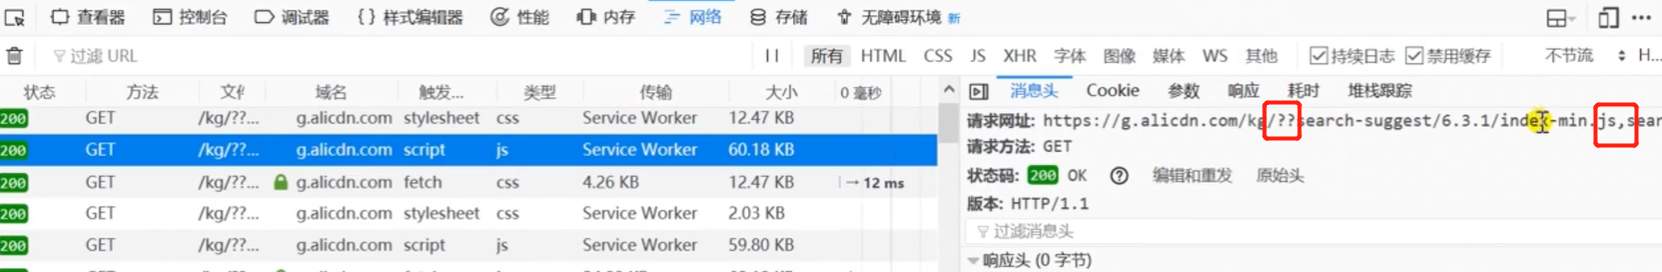 查看器 控制台 调试器 {} 样式编辑器 性能 内存 网络 存储 无障碍环境 新
过滤 URL 所有 HTML CSS JS XHR 字体 图像 媒体 WS 其他 持续日志 禁用缓存 不节流 H...
状态 方法 文件 域名 触发... 类型 传输 大小 0 毫秒 消息头 Cookie 参数 响应 耗时 堆栈跟踪
200 GET /kg/??... g.alicdn.com stylesheet css Service Worker 12.47 KB
请求网址: https://g.alicdn.com/kg/??search-suggest/6.3.1/index-min.js,sear
200 GET /kg/??... g.alicdn.com script js Service Worker 60.18 KB
请求方法: GET
200 GET /kg/??... g.alicdn.com fetch css 4.26 KB 12.47 KB → 12 ms
状态码: 200 OK ? 编辑和重发 原始头
200 GET /kg/??... g.alicdn.com stylesheet css Service Worker 2.03 KB
版本: HTTP/1.1
过滤消息头
200 GET /kg/??... g.alicdn.com script js Service Worker 59.80 KB
响应头 (0 字节)